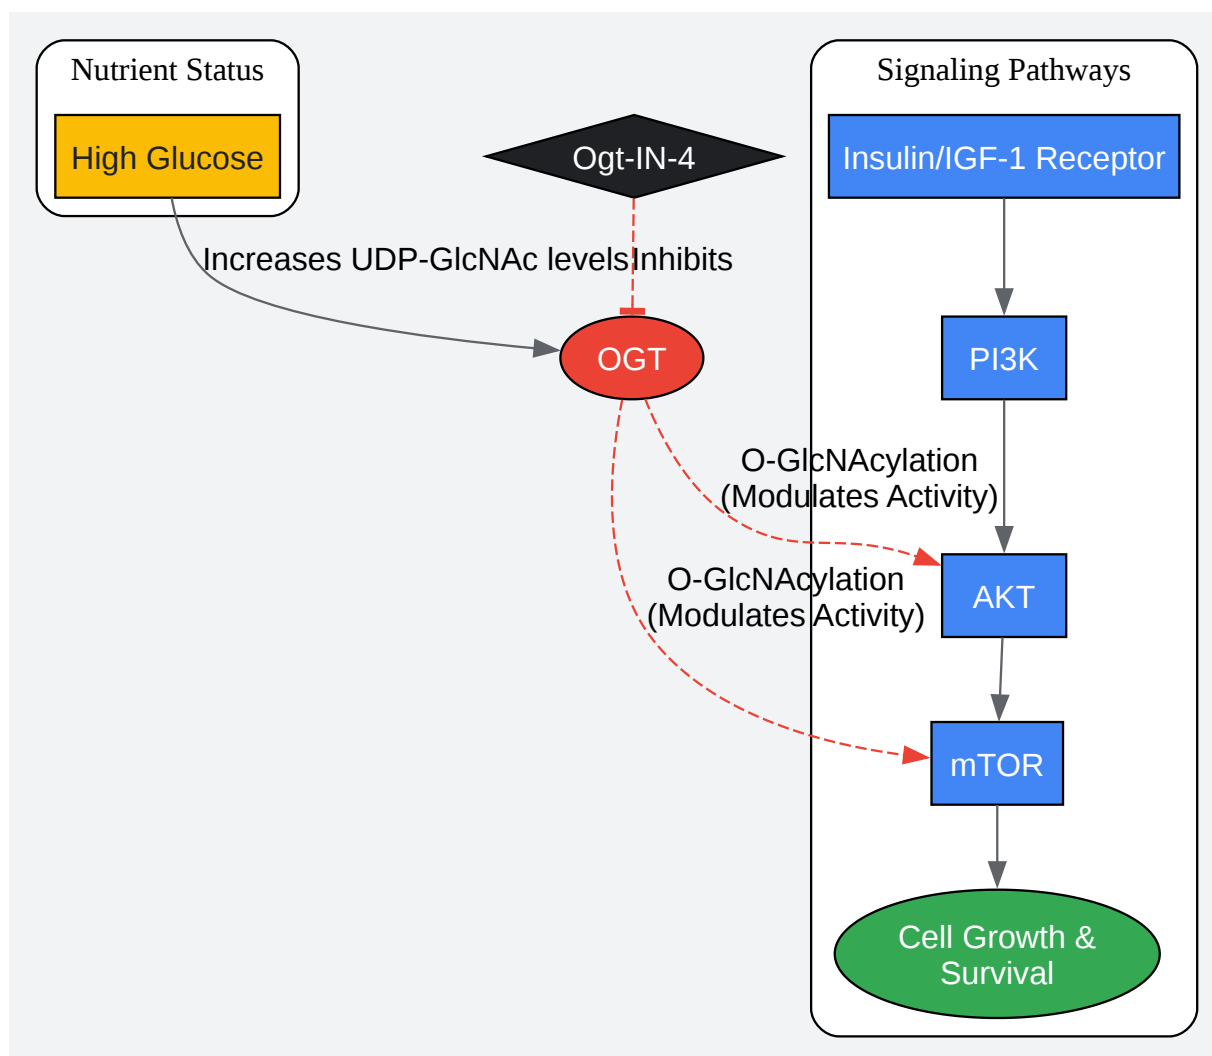 Nutrient Status
Signaling Pathways
High Glucose
Ogt-IN-4
Insulin/IGF-1 Receptor
Increases UDP-GlcNAc levels
Inhibits
OGT
PI3K
O-GlcNAcylation
(Modulates Activity)
O-GlcNAcylation
(Modulates Activity)
AKT
mTOR
Cell Growth &
Survival